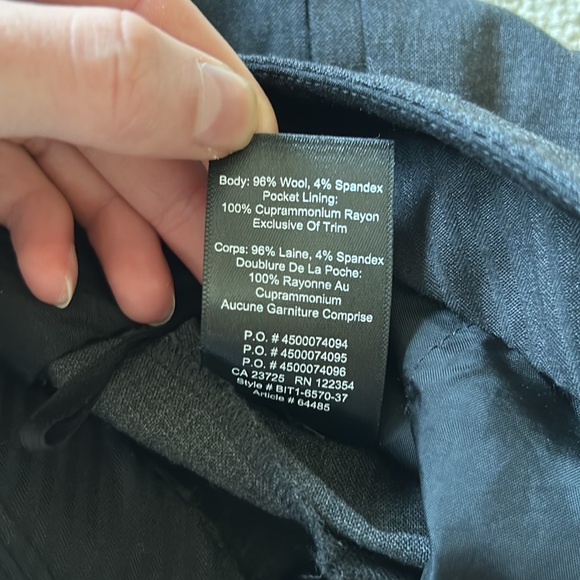 Body: 96% Wool, 4% Spandex
Pocket Lining:
100% Cuprammonium Rayon
Exclusive Of Trim
Corps: 96% Laine, 4% Spandex
Doublure De La Poche:
100% Rayonne Au
Cuprammonium
Aucune Garniture Comprise
P.O. # 4500074094
P.O. # 4500074095
P.O. # 4500074096
CA 23725 RN 122354
Style # BIT1-6570-37
Article # 64485